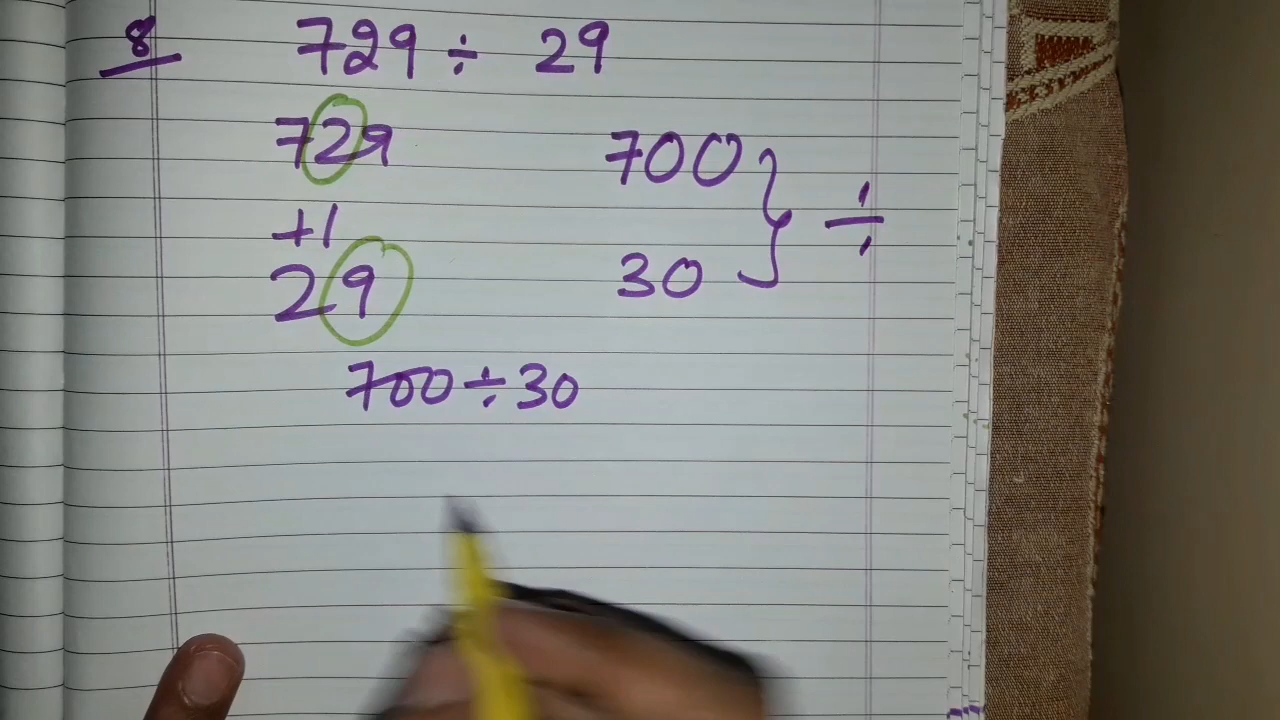 8 729 ÷ 29
729 700
+1 ÷
29 30
700 ÷ 30